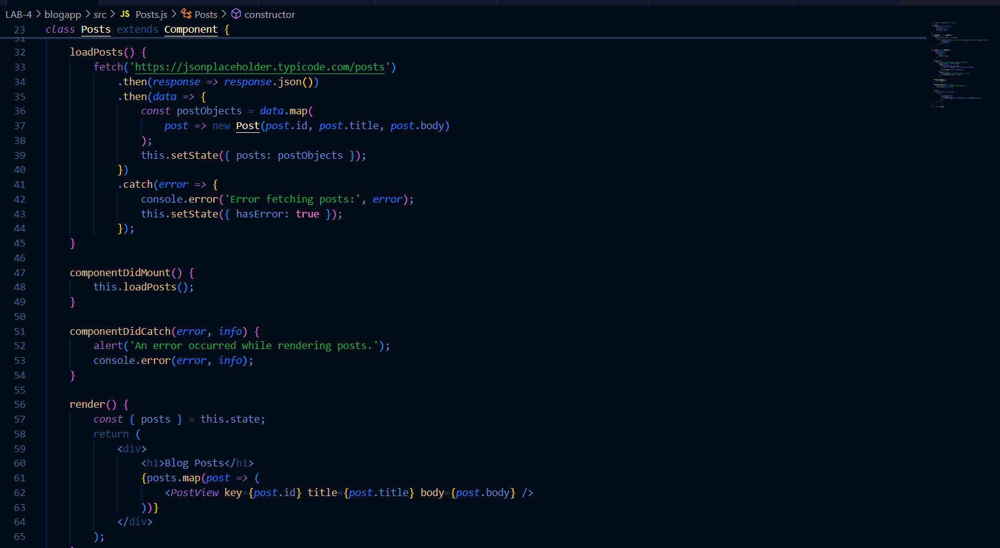 LAB-4 > blogapp > src > JS Posts.js > Posts > constructor
23 class Posts extends Component {
31
32 loadPosts() {
33 fetch('https://jsonplaceholder.typicode.com/posts')
34 .then(response => response.json())
35 .then(data => {
36 const postObjects = data.map(
37 post => new Post(post.id, post.title, post.body)
38 );
39 this.setState({ posts: postObjects });
40 })
41 .catch(error => {
42 console.error('Error fetching posts:', error);
43 this.setState({ hasError: true });
44 });
45 }
46
47 componentDidMount() {
48 this.loadPosts();
49 }
50
51 componentDidCatch(error, info) {
52 alert('An error occurred while rendering posts.');
53 console.error(error, info);
54 }
55
56 render() {
57 const { posts } = this.state;
58 return (
59 <div>
60 <h1>Blog Posts</h1>
61 {posts.map(post => (
62 <PostView key={post.id} title={post.title} body={post.body} />
63 ))}
64 </div>
65 );